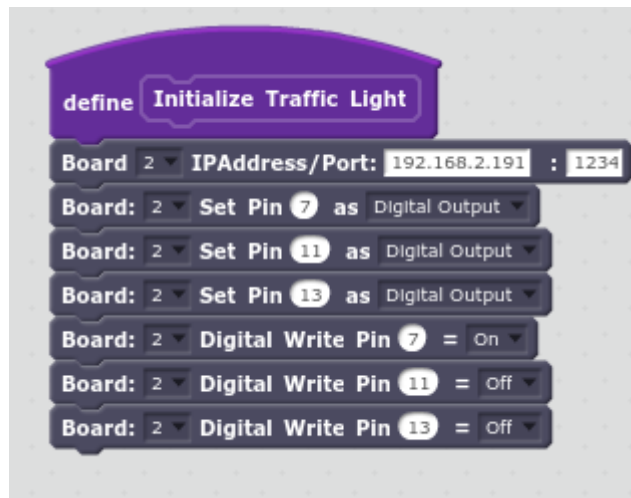 define Initialize Traffic Light
Board 2 IPAddress/Port: 192.168.2.191 : 1234
Board: 2 Set Pin 7 as Digital Output
Board: 2 Set Pin 11 as Digital Output
Board: 2 Set Pin 13 as Digital Output
Board: 2 Digital Write Pin 7 = On
Board: 2 Digital Write Pin 11 = Off
Board: 2 Digital Write Pin 13 = Off